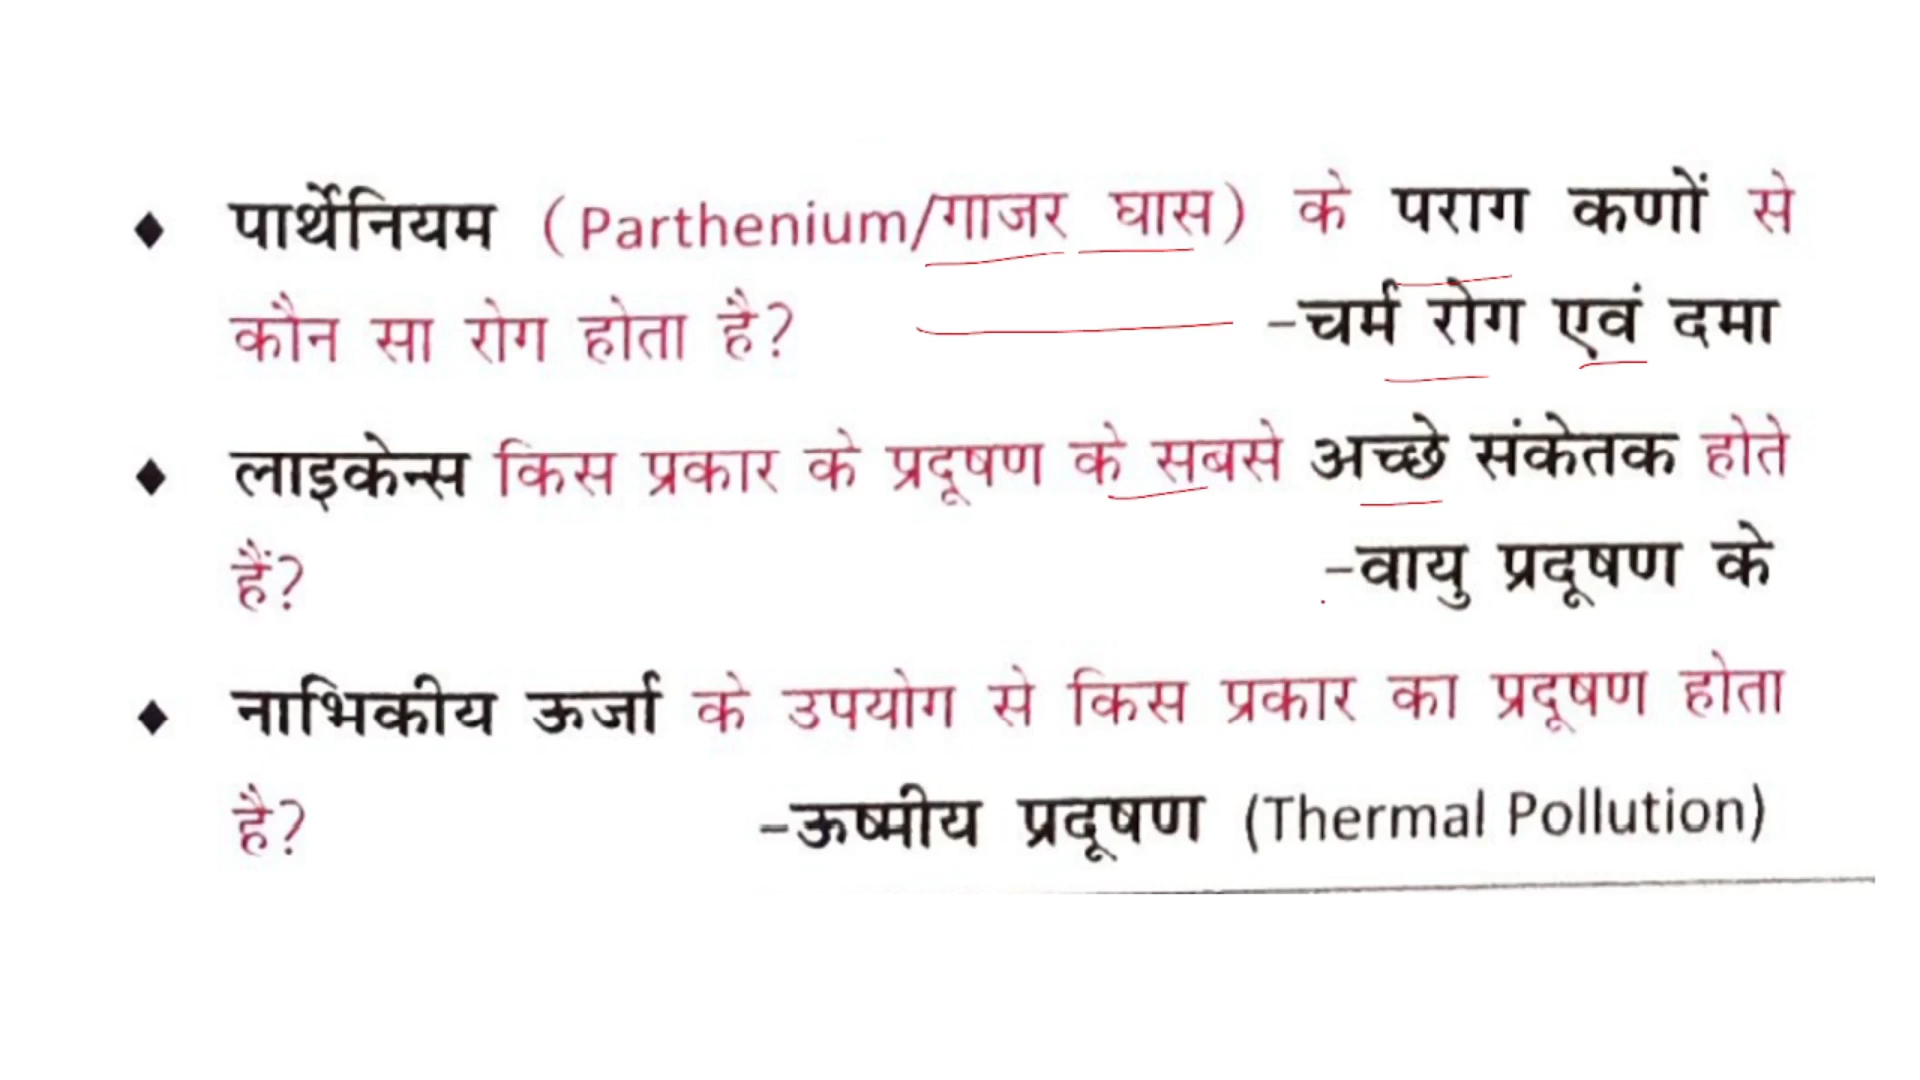 ♦ पार्थेनियम (Parthenium/गाजर घास) के पराग कणों से
कौन सा रोग होता है? -चर्म रोग एवं दमा
♦ लाइकेन्स किस प्रकार के प्रदूषण के सबसे अच्छे संकेतक होते
हैं? -वायु प्रदूषण के
♦ नाभिकीय ऊर्जा के उपयोग से किस प्रकार का प्रदूषण होता
है? -ऊष्मीय प्रदूषण (Thermal Pollution)